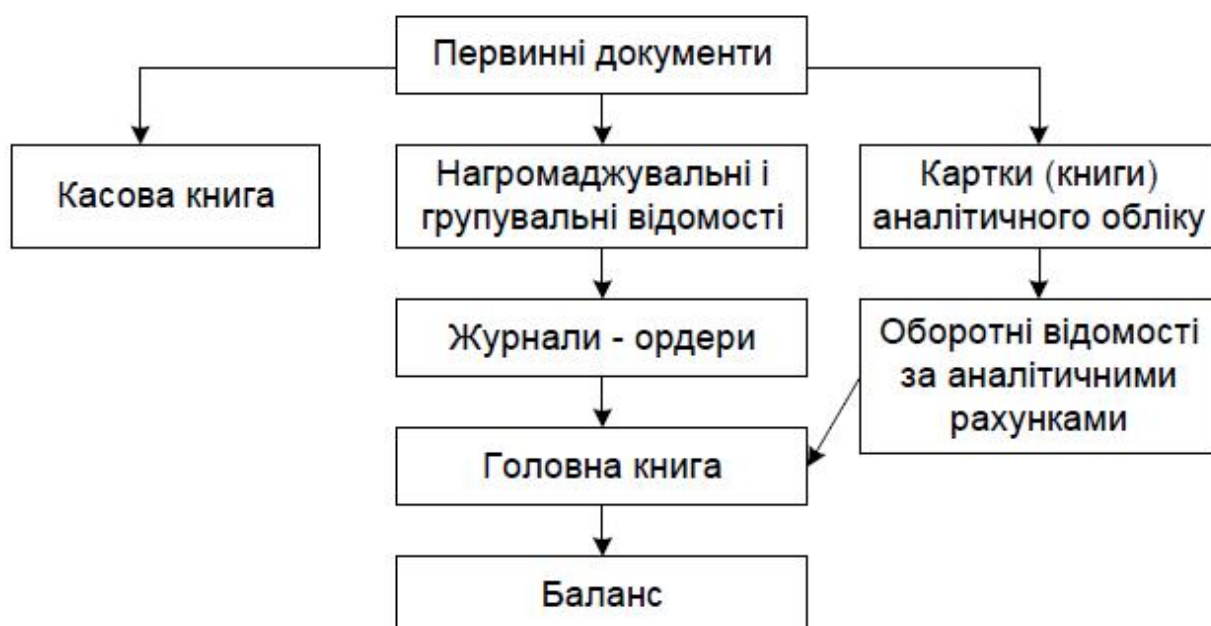 Первинні документи
Касова книга
Нагромаджувальні і
групувальні відомості
Картки (книги)
аналітичного обліку
Журнали - ордери
Оборотні відомості
за аналітичними
рахунками
Головна книга
Баланс